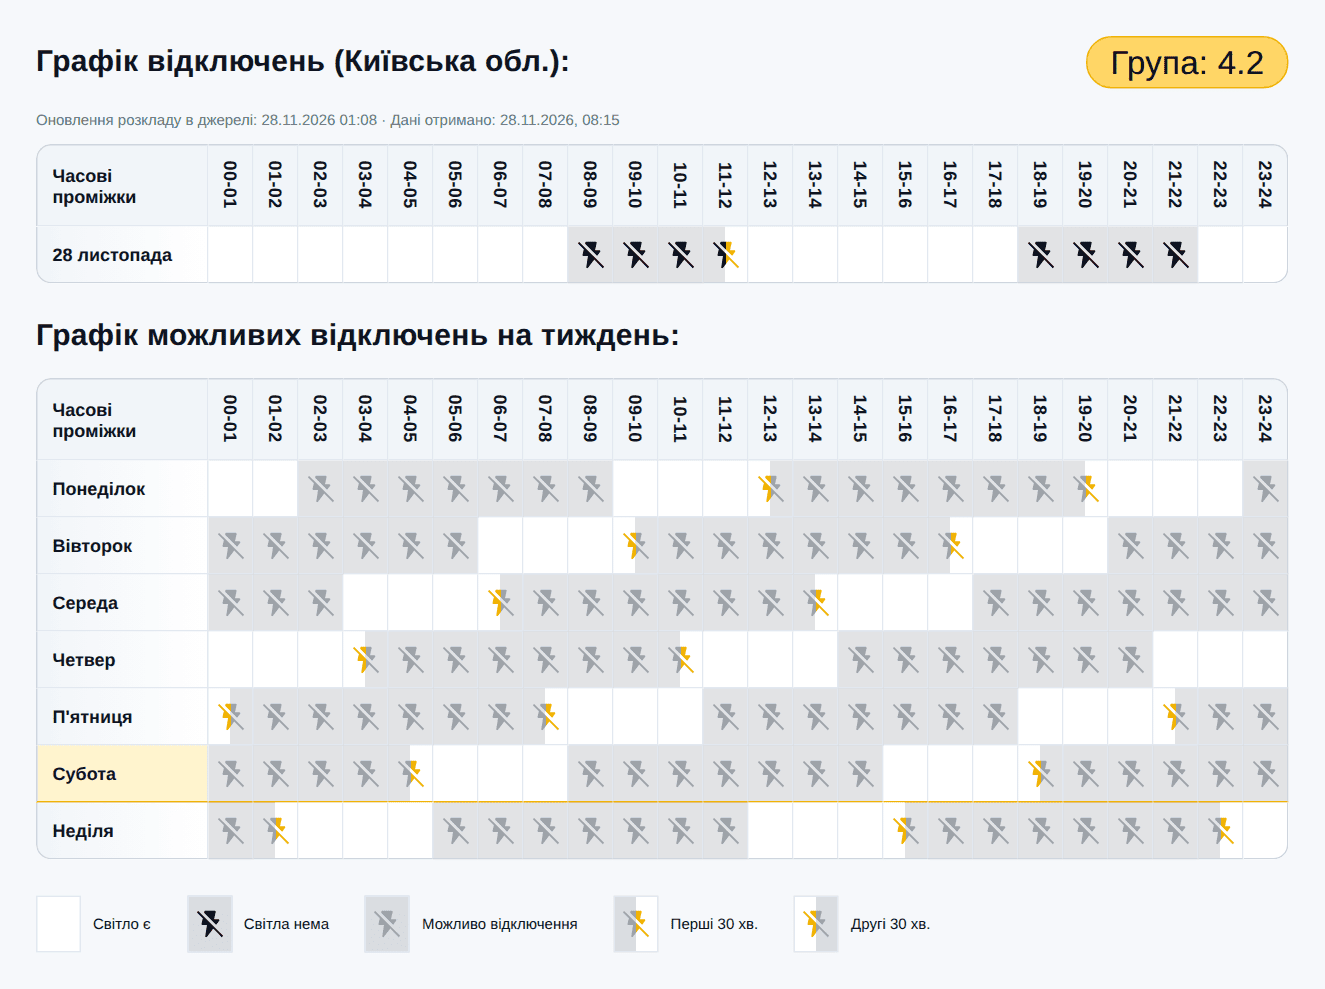 Графік відключень (Київська обл.):
Група: 4.2
Оновлення розкладу в джерелі: 28.11.2026 01:08 · Дані отримано: 28.11.2026, 08:15
Часові проміжки 00-01 01-02 02-03 03-04 04-05 05-06 06-07 07-08 08-09 09-10 10-11 11-12 12-13 13-14 14-15 15-16 16-17 17-18 18-19 19-20 20-21 21-22 22-23 23-24
28 листопада
Графік можливих відключень на тиждень:
Часові проміжки 00-01 01-02 02-03 03-04 04-05 05-06 06-07 07-08 08-09 09-10 10-11 11-12 12-13 13-14 14-15 15-16 16-17 17-18 18-19 19-20 20-21 21-22 22-23 23-24
Понеділок
Вівторок
Середа
Четвер
П'ятниця
Субота
Неділя
Світло є Світла нема Можливо відключення Перші 30 хв. Другі 30 хв.